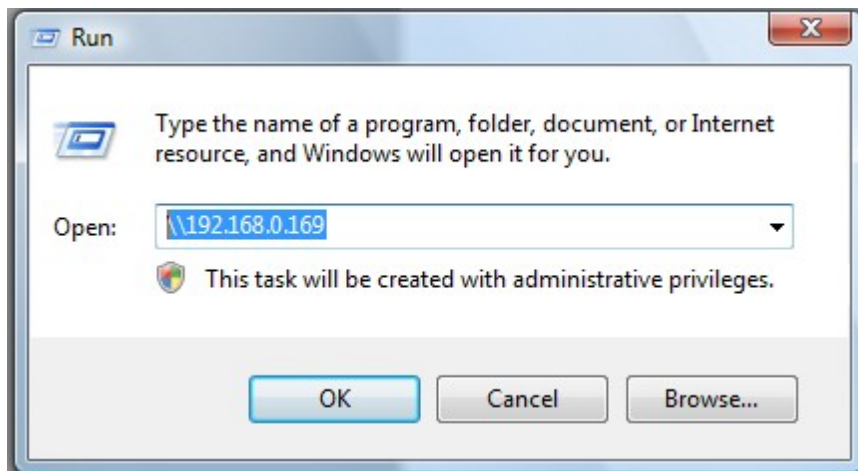 Run
Type the name of a program, folder, document, or Internet
resource, and Windows will open it for you.
Open: \\192.168.0.169
This task will be created with administrative privileges.
OK Cancel Browse...